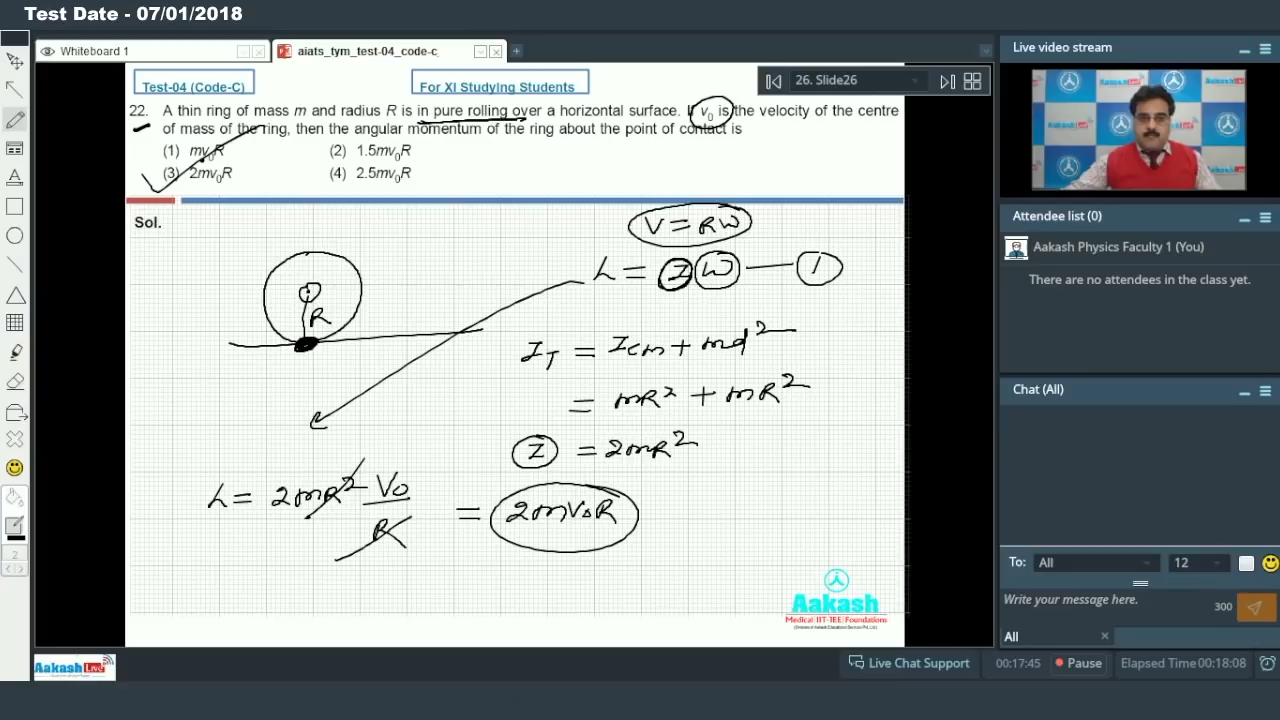 Test Date - 07/01/2018
Whiteboard 1
aiats_tym_test-04_code-c
Live video stream
Test-04 (Code-C)
For XI Studying Students
26. Slide26
22. A thin ring of mass m and radius R is in pure rolling over a horizontal surface. If v₀ is the velocity of the centre
of mass of the ring, then the angular momentum of the ring about the point of contact is
(1) mv₀R (2) 1.5mv₀R
(3) 2mv₀R (4) 2.5mv₀R
Sol.
V = RW
L = I W — 1
R
I_T = I_cm + md²
= mR² + mR²
I = 2mR²
L = 2mR² V₀/R = 2mV₀R
Aakash
Medical|IIT-JEE|Foundations
Attendee list (0)
Aakash Physics Faculty 1 (You)
There are no attendees in the class yet.
Chat (All)
To: All 12
Write your message here.
300
All
2
Aakash Live
Live Chat Support
00:17:45
Pause
Elapsed Time 00:18:08